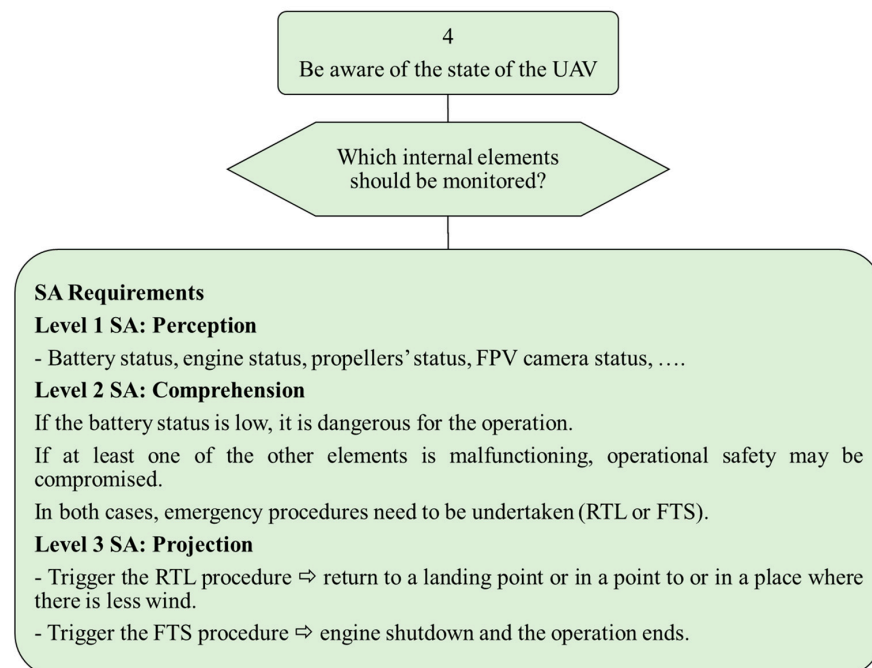 4
Be aware of the state of the UAV
Which internal elements
should be monitored?
SA Requirements
Level 1 SA: Perception
- Battery status, engine status, propellers’ status, FPV camera status, ….
Level 2 SA: Comprehension
If the battery status is low, it is dangerous for the operation.
If at least one of the other elements is malfunctioning, operational safety may be
compromised.
In both cases, emergency procedures need to be undertaken (RTL or FTS).
Level 3 SA: Projection
- Trigger the RTL procedure ⇨ return to a landing point or in a point to or in a place where
there is less wind.
- Trigger the FTS procedure ⇨ engine shutdown and the operation ends.